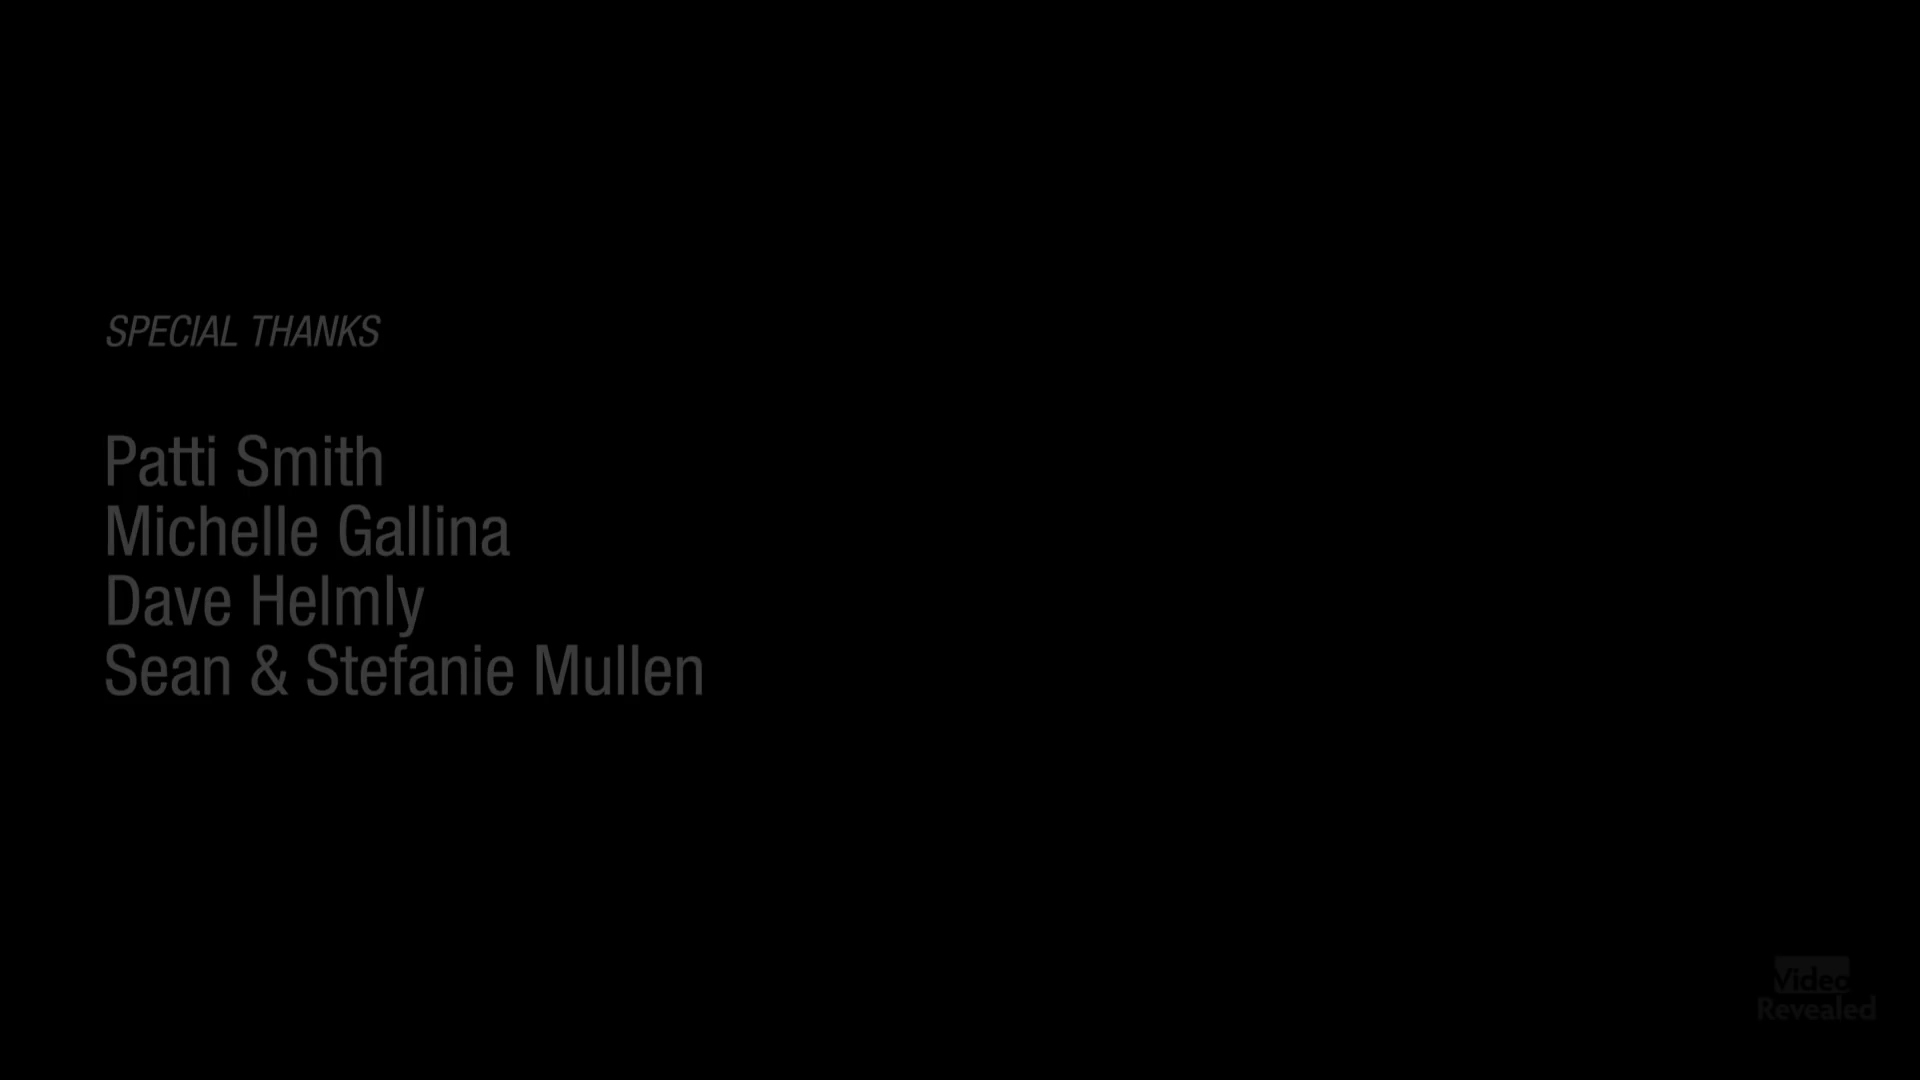 SPECIAL THANKS
Patti Smith
Michelle Gallina
Dave Helmly
Sean & Stefanie Mullen
Video
Revealed